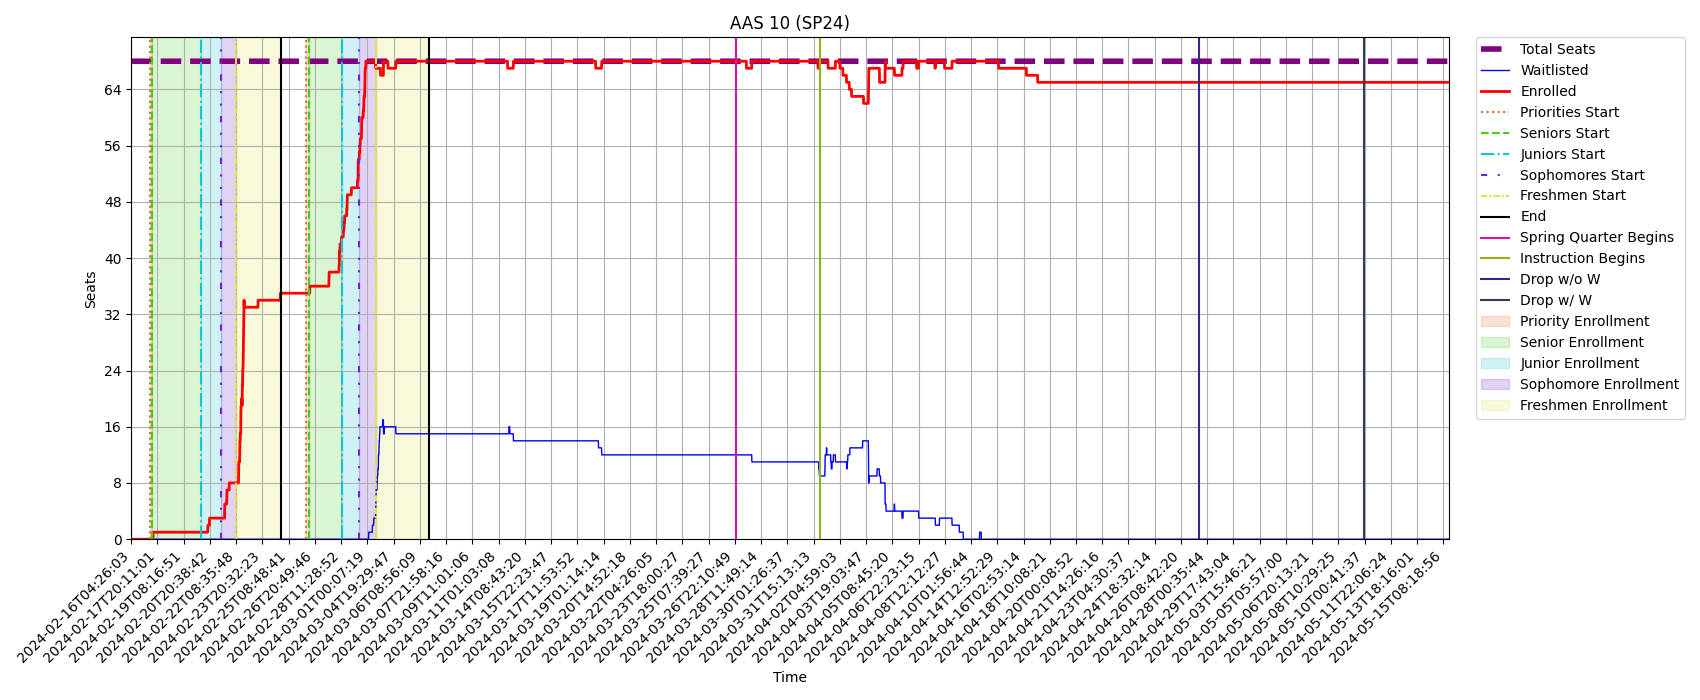 AAS 10 (SP24)
Seats
64
56
48
40
32
24
16
8
0
2024-02-16T04:26:03
2024-02-17T20:11:01
2024-02-19T08:16:51
2024-02-20T20:38:42
2024-02-22T08:35:48
2024-02-23T20:32:23
2024-02-25T08:48:41
2024-02-26T20:49:46
2024-02-28T11:28:52
2024-03-01T00:07:19
2024-03-04T19:29:47
2024-03-06T08:56:09
2024-03-07T21:58:16
2024-03-09T11:01:06
2024-03-11T01:03:08
2024-03-14T08:43:20
2024-03-15T22:23:47
2024-03-17T11:53:52
2024-03-19T01:14:14
2024-03-20T14:52:18
2024-03-22T04:26:05
2024-03-23T18:00:27
2024-03-25T07:39:27
2024-03-26T22:10:49
2024-03-28T11:49:14
2024-03-30T01:26:37
2024-03-31T15:13:13
2024-04-02T04:59:03
2024-04-03T19:03:47
2024-04-05T08:45:20
2024-04-06T22:23:15
2024-04-08T12:12:27
2024-04-10T01:56:44
2024-04-14T12:52:29
2024-04-16T02:53:14
2024-04-18T10:08:21
2024-04-20T00:08:52
2024-04-21T14:26:16
2024-04-23T04:30:37
2024-04-24T18:32:14
2024-04-26T08:42:20
2024-04-28T00:35:44
2024-04-29T17:43:04
2024-05-03T15:46:21
2024-05-05T05:57:00
2024-05-06T20:13:21
2024-05-08T10:29:25
2024-05-10T00:41:37
2024-05-11T22:06:24
2024-05-13T18:16:01
2024-05-15T08:18:56
Time
Total Seats
Waitlisted
Enrolled
Priorities Start
Seniors Start
Juniors Start
Sophomores Start
Freshmen Start
End
Spring Quarter Begins
Instruction Begins
Drop w/o W
Drop w/ W
Priority Enrollment
Senior Enrollment
Junior Enrollment
Sophomore Enrollment
Freshmen Enrollment